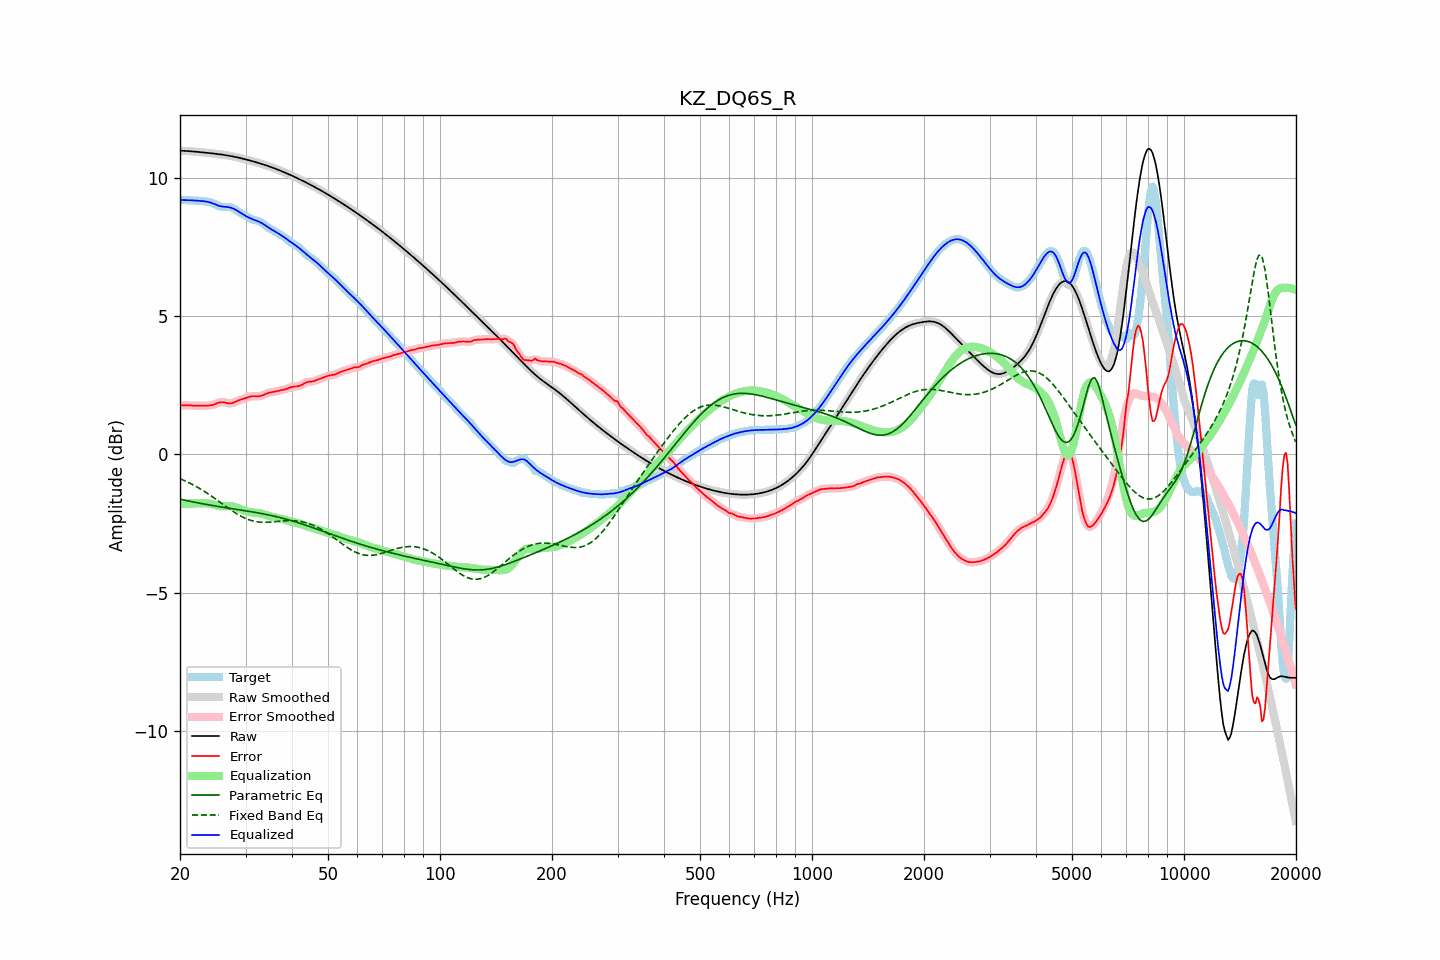 KZ_DQ6S_R
Amplitude (dBr)
10
5
0
−5
−10
Target
Raw Smoothed
Error Smoothed
Raw
Error
Equalization
Parametric Eq
Fixed Band Eq
Equalized
20 50 100 200 500 1000 2000 5000 10000 20000
Frequency (Hz)